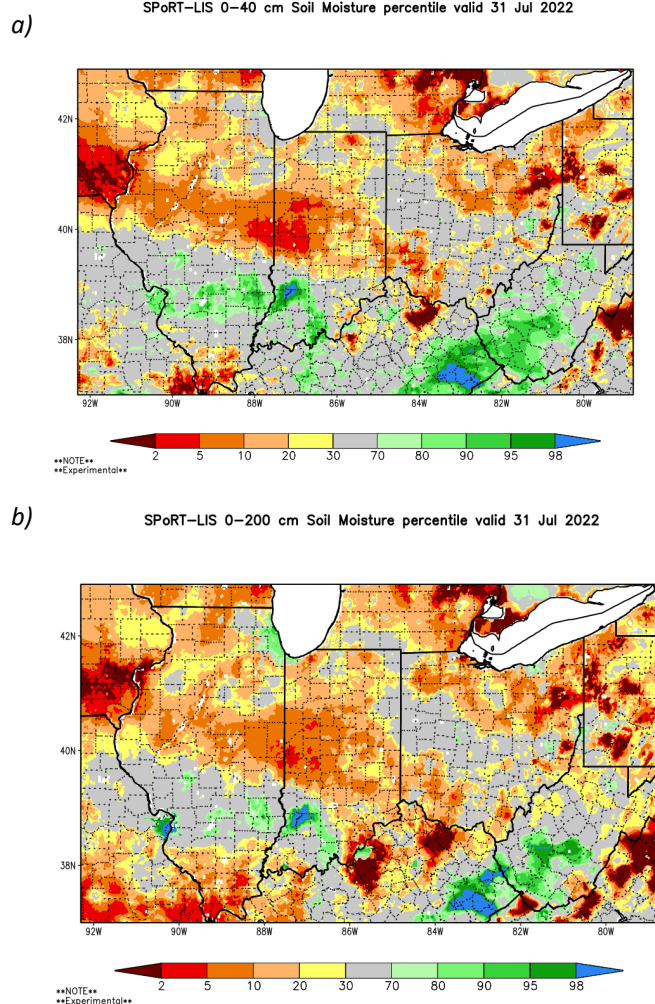 SPoRT–LIS 0–40 cm Soil Moisture percentile valid 31 Jul 2022
a)
42N
40N
38N
92W 90W 88W 86W 84W 82W 80W
2 5 10 20 30 70 80 90 95 98
**NOTE**
**Experimental**
b)
SPoRT–LIS 0–200 cm Soil Moisture percentile valid 31 Jul 2022
42N
40N
38N
92W 90W 88W 86W 84W 82W 80W
2 5 10 20 30 70 80 90 95 98
**NOTE**
**Experimental**